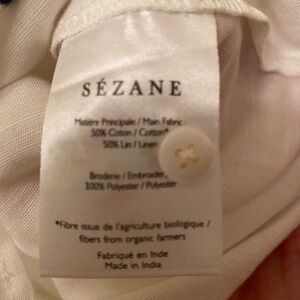 SÉZANE
Matière Principale / Main Fabric
50% Coton / Cotton*
50% Lin / Linen
Broderie / Embroidery
100% Polyester / Polyester
*Fibre issue de l'agriculture biologique /
fibers from organic farmers
Fabriqué en Inde
Made in India